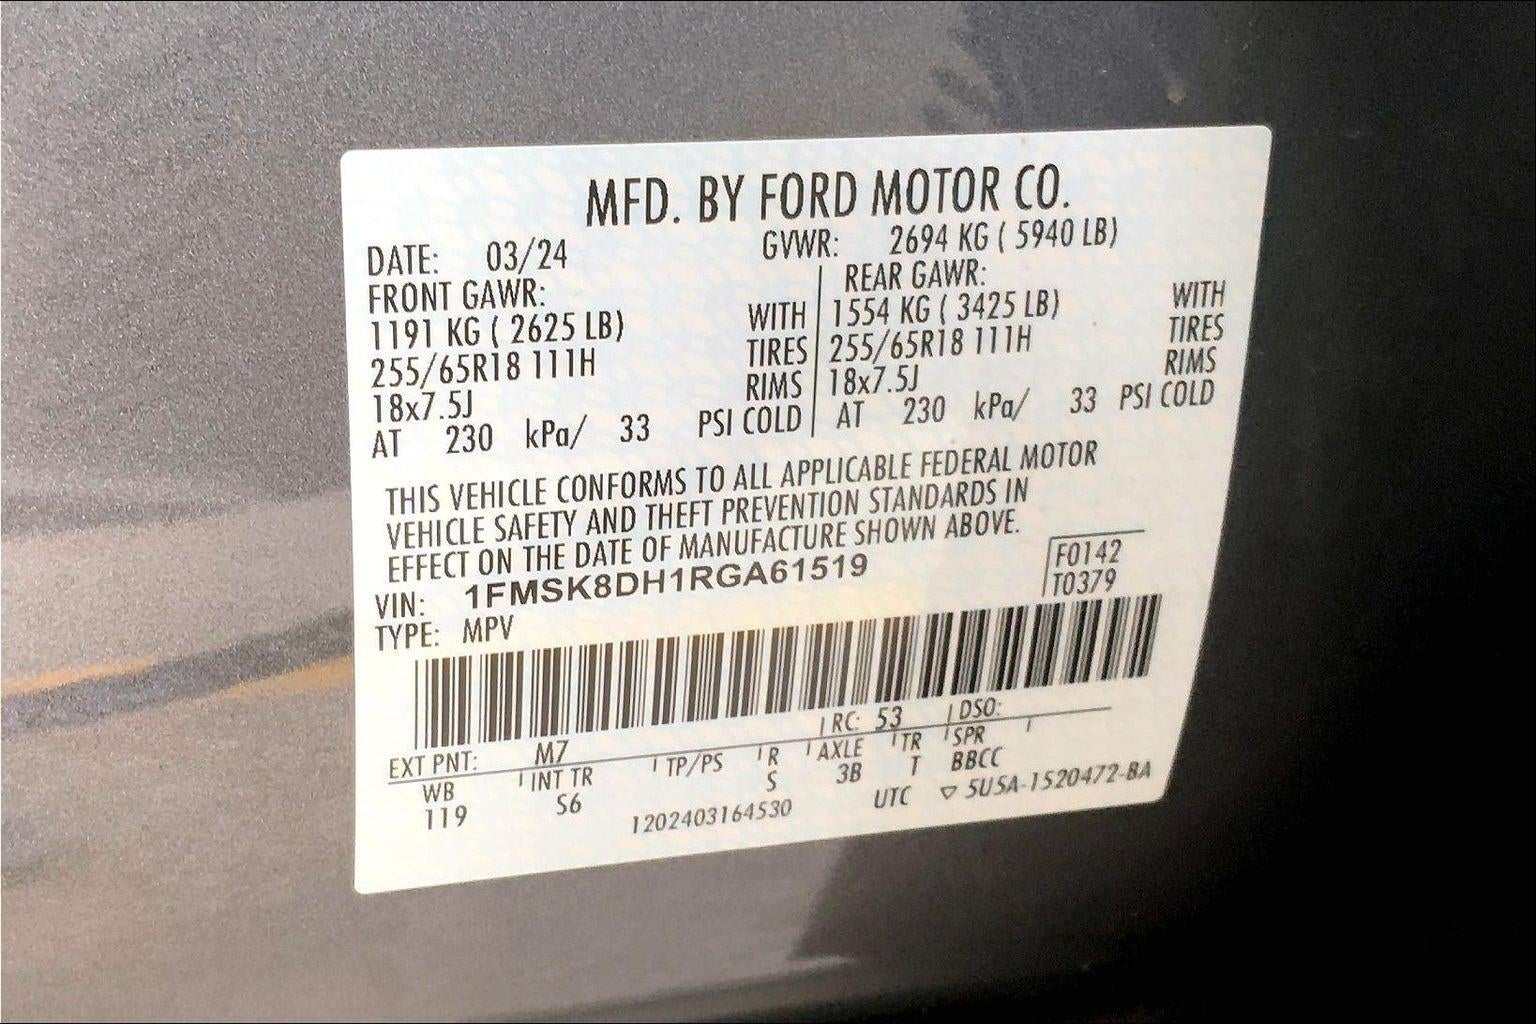 MFD. BY FORD MOTOR CO.
DATE: 03/24 GVWR: 2694 KG ( 5940 LB)
FRONT GAWR: REAR GAWR:
1191 KG ( 2625 LB) WITH 1554 KG ( 3425 LB) WITH
255/65R18 111H TIRES 255/65R18 111H TIRES
18x7.5J RIMS 18x7.5J RIMS
AT 230 kPa/ 33 PSI COLD AT 230 kPa/ 33 PSI COLD
THIS VEHICLE CONFORMS TO ALL APPLICABLE FEDERAL MOTOR
VEHICLE SAFETY AND THEFT PREVENTION STANDARDS IN
EFFECT ON THE DATE OF MANUFACTURE SHOWN ABOVE.
VIN: 1FMSK8DH1RGA61519 F0142
TYPE: MPV T0379
EXT PNT: M7 RC: 53 DSO:
WB INT TR TP/PS R AXLE TR SPR
119 S6 S 3B T BBCC
1202403164530 UTC ▽ 5U5A-1520472-BA